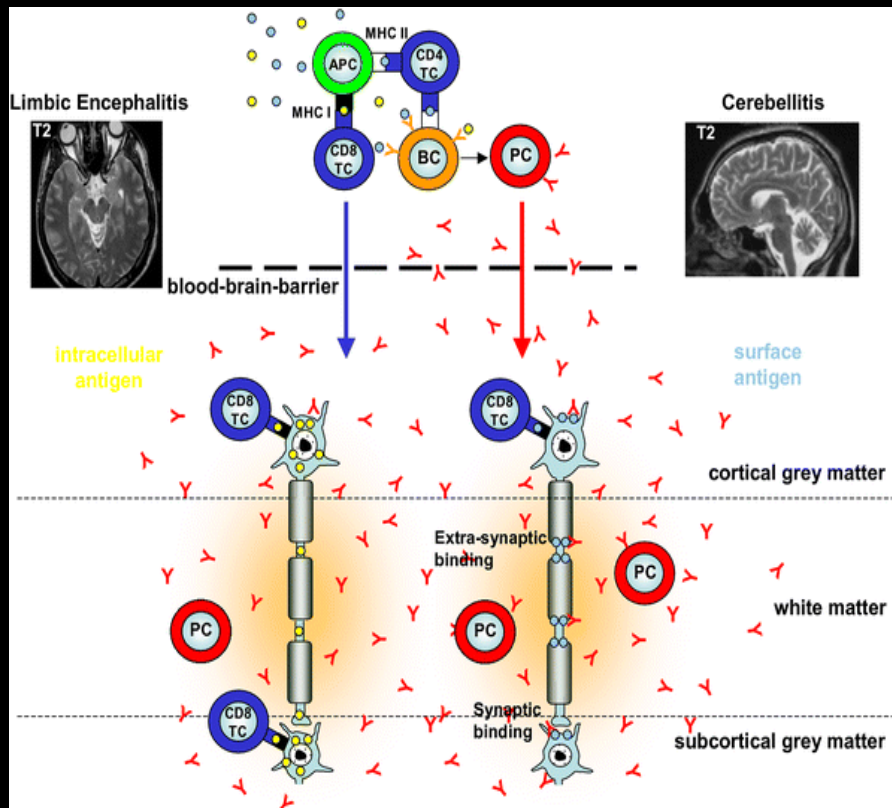 MHC II
APC
CD4
TC
Limbic Encephalitis
Cerebellitis
MHC I
T2
T2
CD8
TC
BC
PC
blood-brain-barrier
intracellular
antigen
surface
antigen
CD8
TC
CD8
TC
cortical grey matter
Extra-synaptic
binding
PC
white matter
PC
PC
CD8
TC
Synaptic
binding
subcortical grey matter